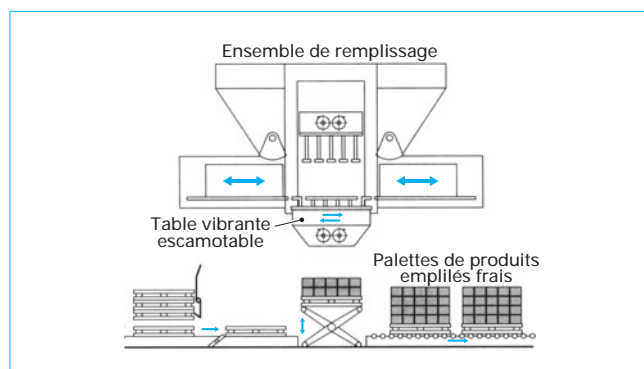 Ensemble de remplissage
Table vibrante
escamotable
Palettes de produits
emplilés frais